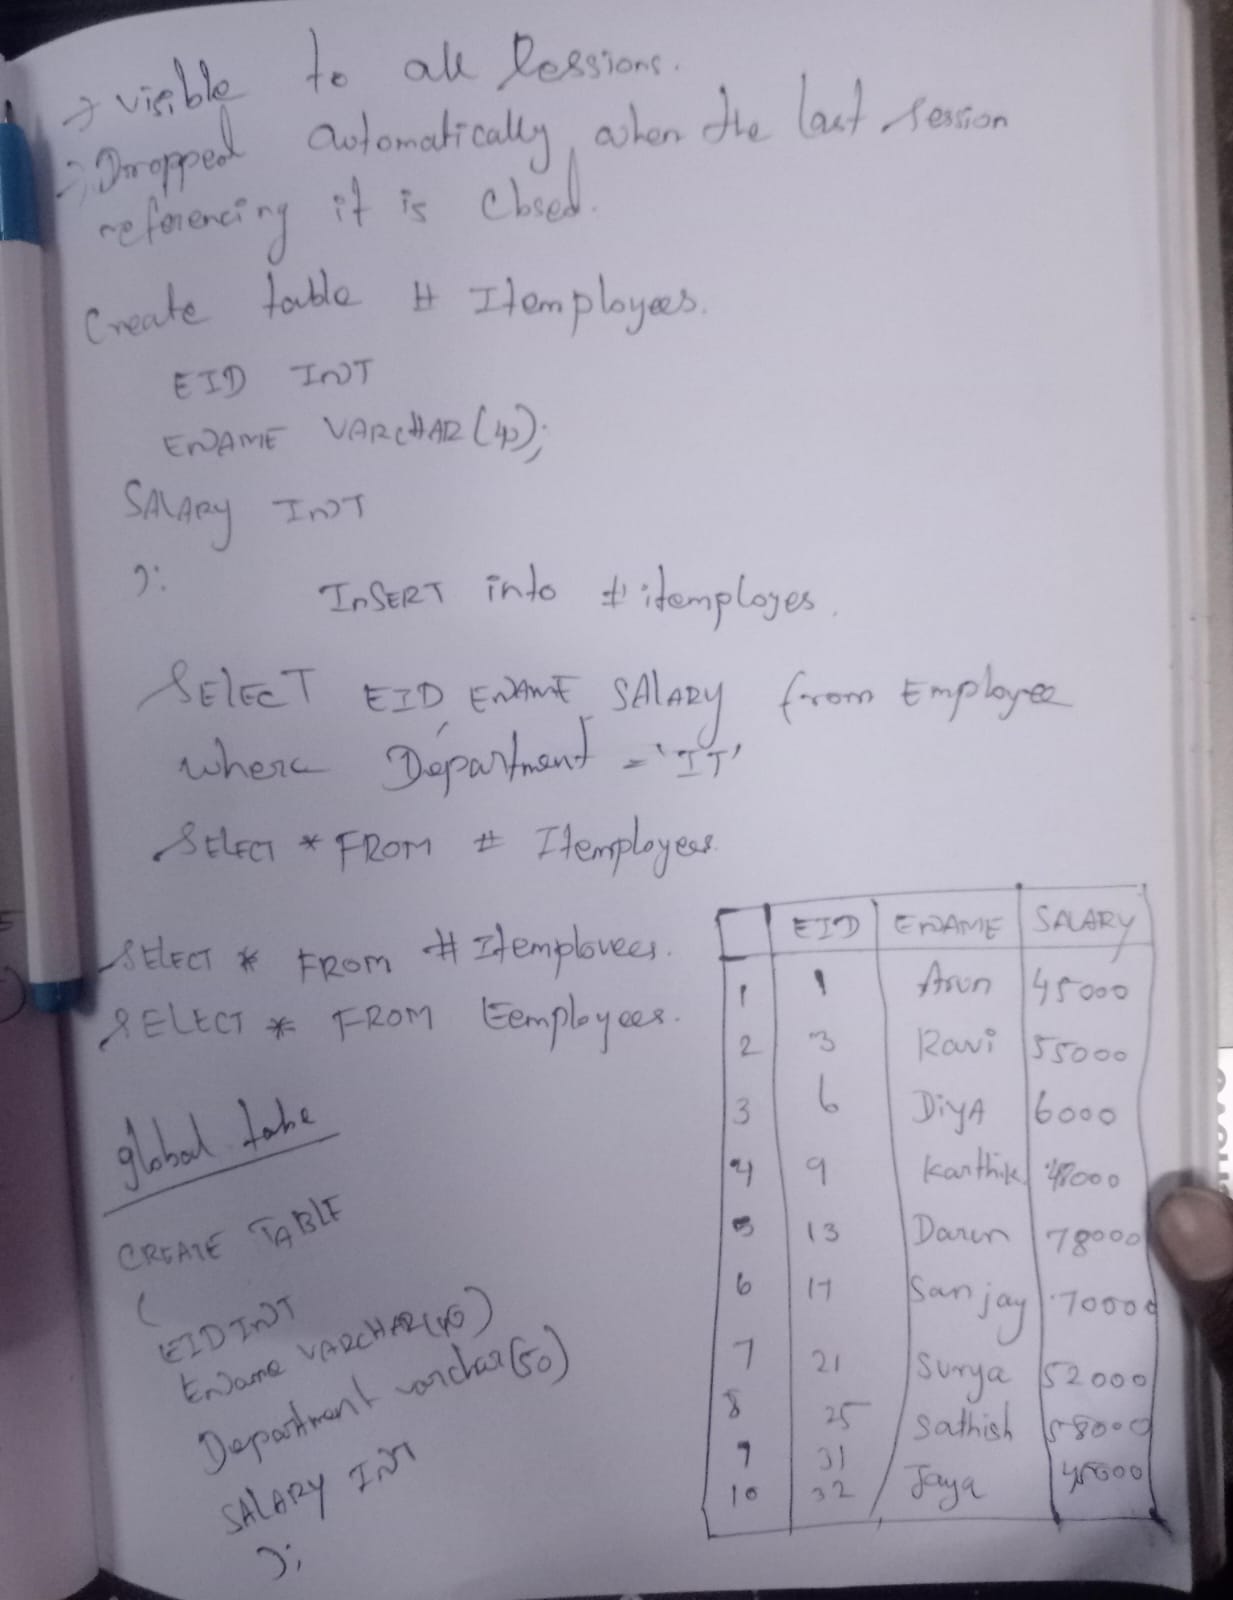 → visible to all sessions.
→ Dropped automatically, when the last session
referencing it is closed.
Create table # Itemployees.
EID INT
ENAME VARCHAR(40);
SALARY INT
);
INSERT into # itemployes.
SELECT EID, ENAME, SALARY from Employee
where Department = 'IT'
SELECT * FROM # Itemployees.
SELECT * FROM # Itemployees.
SELECT * FROM Eemployees.
EID ENAME SALARY
1 1 Arun 45000
2 3 Ravi 55000
3 6 DiyA 6000
4 9 Karthik 48000
5 13 78000
6 17 Sanjay 70000
7 21 Surya 52000
8 25 Sathish 58000
9 31
10 32 Jaya 45000
global tabe
CREATE TABLE
(
EID INT
ENAME VARCHAR(40)
Department varchar(50)
SALARY INT
);